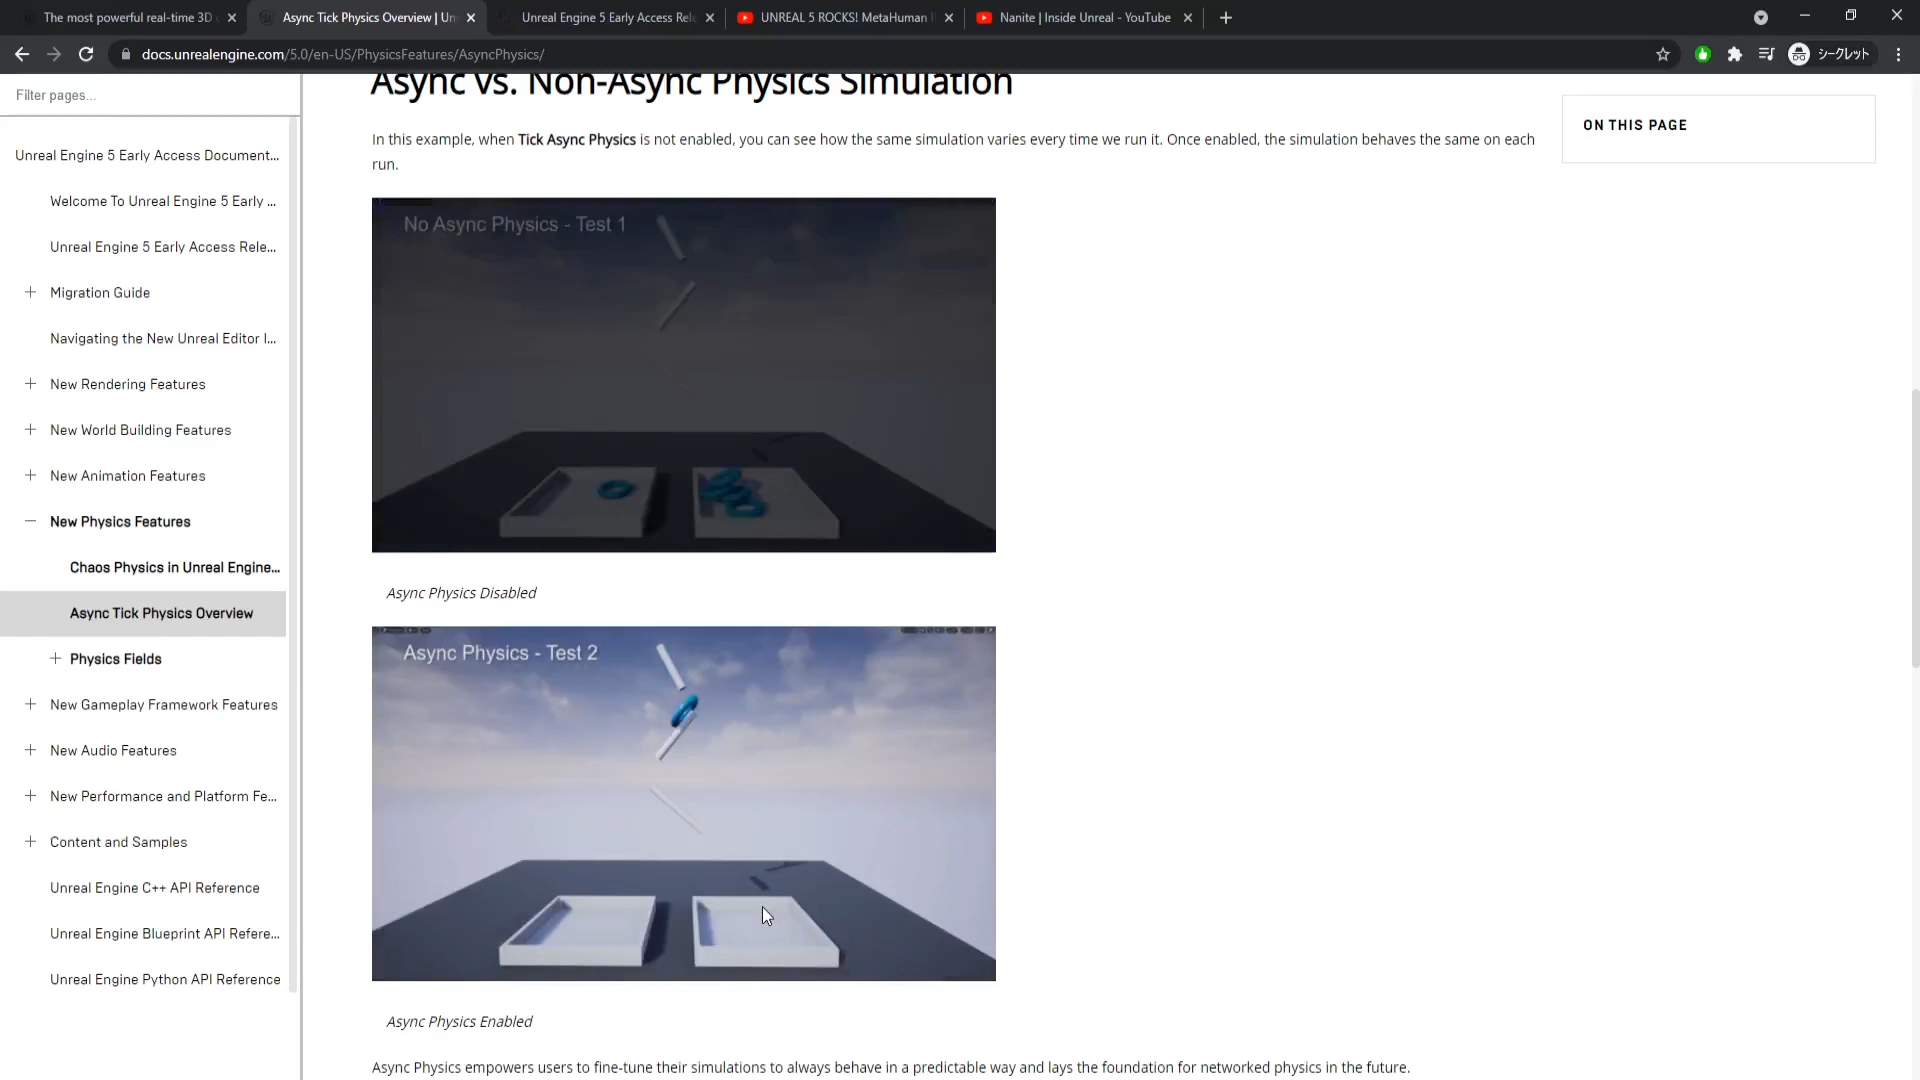 The most powerful real-time 3D
Async Tick Physics Overview | Un
Unreal Engine 5 Early Access Rele
UNREAL 5 ROCKS! MetaHuman
Nanite | Inside Unreal - YouTube
docs.unrealengine.com/5.0/en-US/PhysicsFeatures/AsyncPhysics/
シークレット
Filter pages...
Unreal Engine 5 Early Access Document...
Welcome To Unreal Engine 5 Early ...
Unreal Engine 5 Early Access Rele...
Migration Guide
Navigating the New Unreal Editor I...
New Rendering Features
New World Building Features
New Animation Features
New Physics Features
Chaos Physics in Unreal Engine...
Async Tick Physics Overview
Physics Fields
New Gameplay Framework Features
New Audio Features
New Performance and Platform Fe...
Content and Samples
Unreal Engine C++ API Reference
Unreal Engine Blueprint API Refere...
Unreal Engine Python API Reference
Async vs. Non-Async Physics Simulation
In this example, when Tick Async Physics is not enabled, you can see how the same simulation varies every time we run it. Once enabled, the simulation behaves the same on each
run.
No Async Physics - Test 1
Async Physics Disabled
Async Physics - Test 2
Async Physics Enabled
Async Physics empowers users to fine-tune their simulations to always behave in a predictable way and lays the foundation for networked physics in the future.
ON THIS PAGE